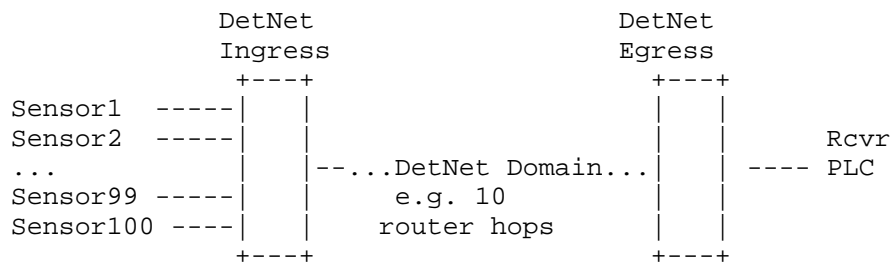 DetNet DetNet
Ingress Egress
+---+ +---+
Sensor1 -----| | | |
Sensor2 -----| | | | Rcvr
... | |--...DetNet Domain...| | ---- PLC
Sensor99 -----| | e.g. 10 | |
Sensor100 ----| | router hops | |
+---+ +---+